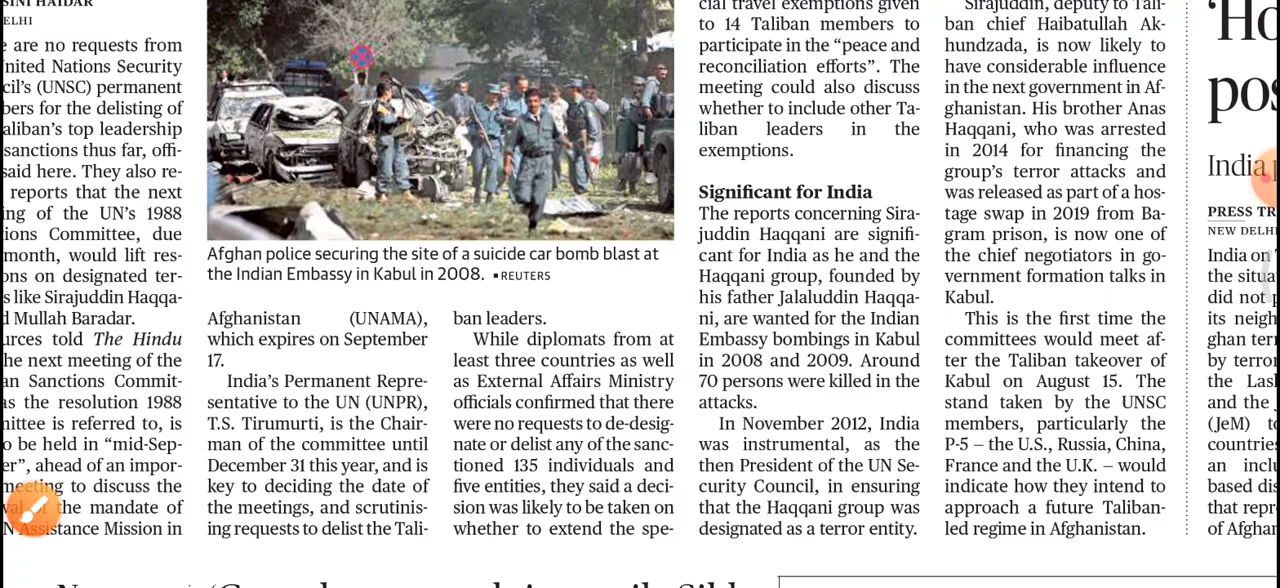 SINI HAIDAR
ELHI
e are no requests from
nited Nations Security
cil's (UNSC) permanent
bers for the delisting of
aliban's top leadership
sanctions thus far, offi-
said here. They also re-
reports that the next
ing of the UN's 1988
tions Committee, due
month, would lift res-
ons on designated ter-
s like Sirajuddin Haqqa-
d Mullah Baradar.
urces told The Hindu
he next meeting of the
an Sanctions Commit-
as the resolution 1988
mittee is referred to, is
o be held in "mid-Sep-
er", ahead of an impor-
meeting to discuss the
the mandate of
N Assistance Mission in
Afghan police securing the site of a suicide car bomb blast at
the Indian Embassy in Kabul in 2008. ▪REUTERS
Afghanistan (UNAMA),
which expires on September
17.
India's Permanent Repre-
sentative to the UN (UNPR),
T.S. Tirumurti, is the Chair-
man of the committee until
December 31 this year, and is
key to deciding the date of
the meetings, and scrutinis-
ing requests to delist the Tali-
ban leaders.
While diplomats from at
least three countries as well
as External Affairs Ministry
officials confirmed that there
were no requests to de-desig-
nate or delist any of the sanc-
tioned 135 individuals and
five entities, they said a deci-
sion was likely to be taken on
whether to extend the spe-
cial travel exemptions given
to 14 Taliban members to
participate in the "peace and
reconciliation efforts". The
meeting could also discuss
whether to include other Ta-
liban leaders in the
exemptions.
Significant for India
The reports concerning Sira-
juddin Haqqani are signifi-
cant for India as he and the
Haqqani group, founded by
his father Jalaluddin Haqqa-
ni, are wanted for the Indian
Embassy bombings in Kabul
in 2008 and 2009. Around
70 persons were killed in the
attacks.
In November 2012, India
was instrumental, as the
then President of the UN Se-
curity Council, in ensuring
that the Haqqani group was
designated as a terror entity.
Sirajuddin, deputy to Tali-
ban chief Haibatullah Ak-
hundzada, is now likely to
have considerable influence
in the next government in Af-
ghanistan. His brother Anas
Haqqani, who was arrested
in 2014 for financing the
group's terror attacks and
was released as part of a hos-
tage swap in 2019 from Ba-
gram prison, is now one of
the chief negotiators in go-
vernment formation talks in
Kabul.
This is the first time the
committees would meet af-
ter the Taliban takeover of
Kabul on August 15. The
stand taken by the UNSC
members, particularly the
P-5 – the U.S., Russia, China,
France and the U.K. – would
indicate how they intend to
approach a future Taliban-
led regime in Afghanistan.
'Ho
pos
India
PRESS TR
NEW DELHI
India on
the situa
did not
its neigh
ghan terr
by terror
the Las
and the
(JeM) to
countries
an inclu
based dis
that repr
of Afghan